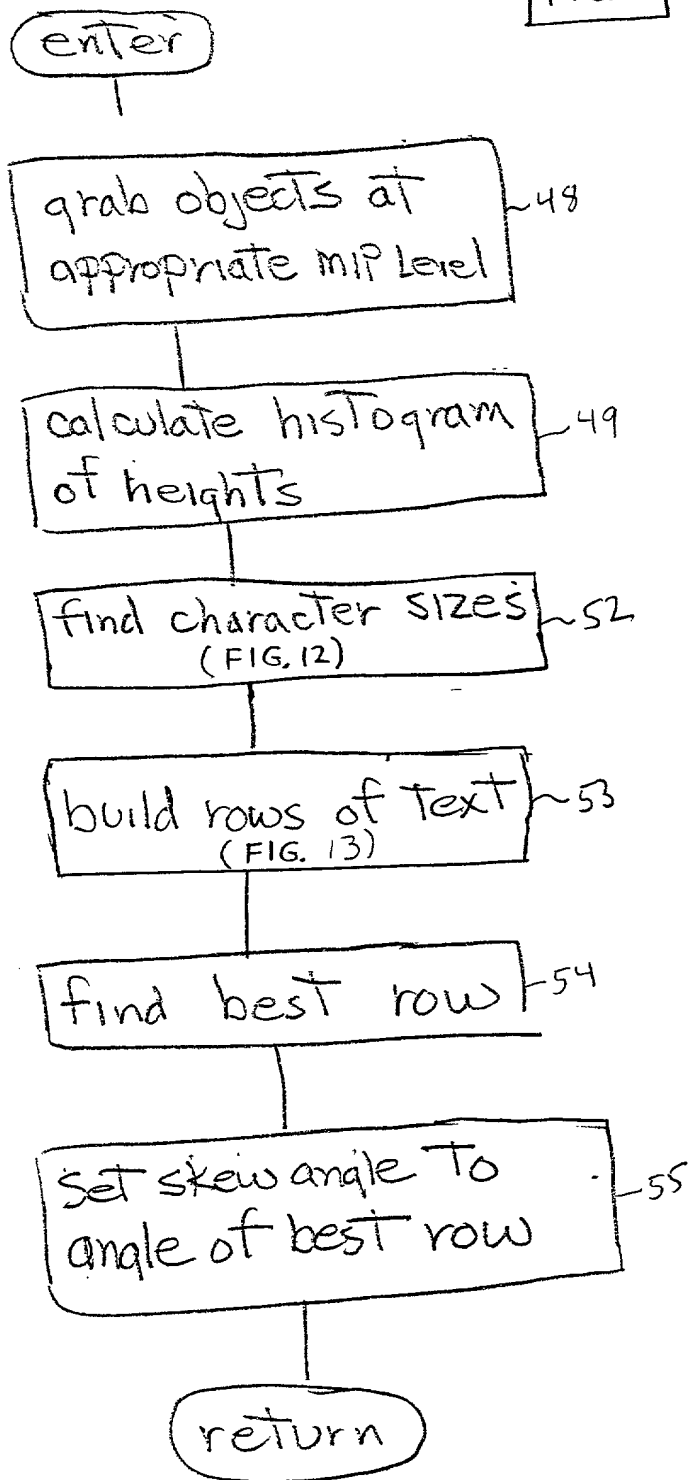 enter
grab objects at
appropriate MIP Level
48
calculate histogram
of heights
49
find character sizes
(FIG. 12)
52
build rows of Text
(FIG. 13)
53
find best row
54
set skew angle to
angle of best row
55
return